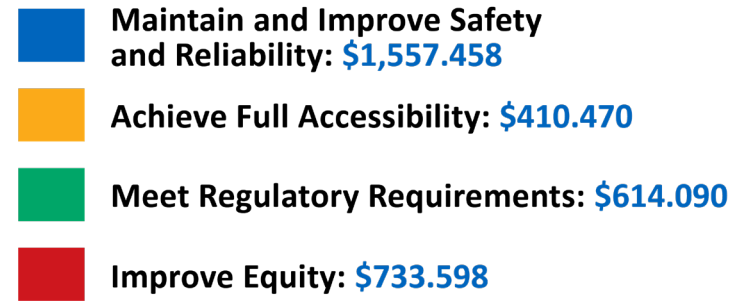 Maintain and Improve Safety
and Reliability: $1,557.458
Achieve Full Accessibility: $410.470
Meet Regulatory Requirements: $614.090
Improve Equity: $733.598